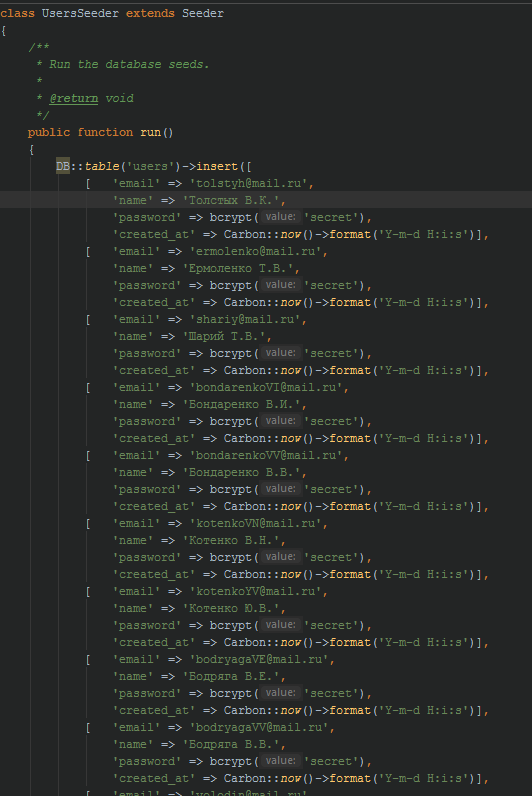 class UsersSeeder extends Seeder
{
/**
* Run the database seeds.
*
* @return void
*/
public function run()
{
DB::table('users')->insert([
[ 'email' => 'tolstyh@mail.ru',
'name' => 'Толстых В.К.',
'password' => bcrypt( value: 'secret'),
'created_at' => Carbon::now()->format('Y-m-d H:i:s')],
[ 'email' => 'ermolenko@mail.ru',
'name' => 'Ермоленко Т.В.',
'password' => bcrypt( value: 'secret'),
'created_at' => Carbon::now()->format('Y-m-d H:i:s')],
[ 'email' => 'shariy@mail.ru',
'name' => 'Шарий Т.В.',
'password' => bcrypt( value: 'secret'),
'created_at' => Carbon::now()->format('Y-m-d H:i:s')],
[ 'email' => 'bondarenkoVI@mail.ru',
'name' => 'Бондаренко В.И.',
'password' => bcrypt( value: 'secret'),
'created_at' => Carbon::now()->format('Y-m-d H:i:s')],
[ 'email' => 'bondarenkoVV@mail.ru',
'name' => 'Бондаренко В.В.',
'password' => bcrypt( value: 'secret'),
'created_at' => Carbon::now()->format('Y-m-d H:i:s')],
[ 'email' => 'kotenkoVN@mail.ru',
'name' => 'Котенко В.Н.',
'password' => bcrypt( value: 'secret'),
'created_at' => Carbon::now()->format('Y-m-d H:i:s')],
[ 'email' => 'kotenkoYV@mail.ru',
'name' => 'Котенко Ю.В.',
'password' => bcrypt( value: 'secret'),
'created_at' => Carbon::now()->format('Y-m-d H:i:s')],
[ 'email' => 'bodryagaVE@mail.ru',
'name' => 'Бодряга В.Е.',
'password' => bcrypt( value: 'secret'),
'created_at' => Carbon::now()->format('Y-m-d H:i:s')],
[ 'email' => 'bodryagaVV@mail.ru',
'name' => 'Бодряга В.В.',
'password' => bcrypt( value: 'secret'),
'created_at' => Carbon::now()->format('Y-m-d H:i:s')],
[ 'email' => 'volodin@mail.ru',